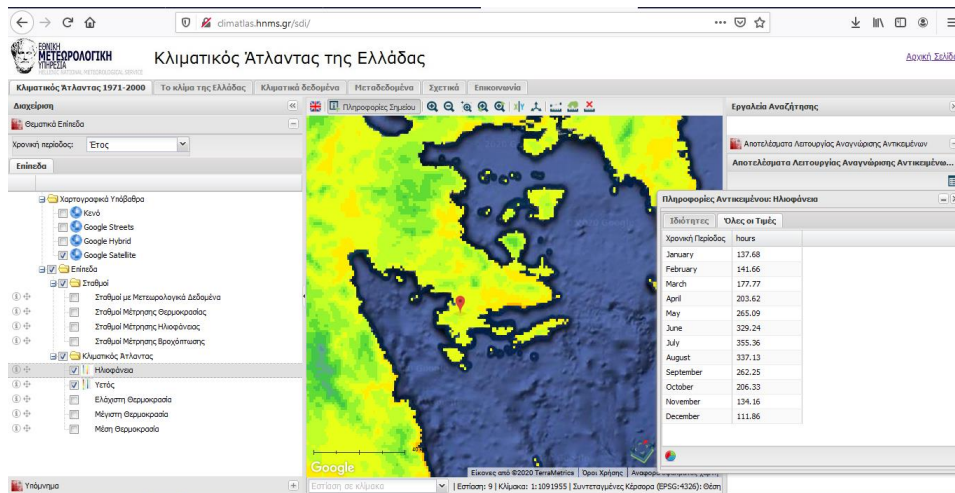 climatlas.hnms.gr/sdi/
ΕΘΝΙΚΗ
ΜΕΤΕΩΡΟΛΟΓΙΚΗ
ΥΠΗΡΕΣΙΑ
HELLENIC NATIONAL METEOROLOGICAL SERVICE
Κλιματικός Άτλαντας της Ελλάδας
Αρχική Σελίδα
Κλιματικός Άτλαντας 1971-2000 Το κλίμα της Ελλάδας Κλιματικά δεδομένα Μεταδεδομένα Σχετικά Επικοινωνία
Διαχείριση
Πληροφορίες Σημείου
Εργαλεία Αναζήτησης
Θεματικά Επίπεδα
Χρονική περίοδος: Έτος
Αποτελέσματα Λειτουργίας Αναγνώρισης Αντικειμένων
Αποτελέσματα Λειτουργίας Αναγνώρισης Αντικειμένω...
Επίπεδα
Χαρτογραφικά Υπόβαθρα
Κενό
Google Streets
Google Hybrid
Google Satellite
Επίπεδα
Σταθμοί
Σταθμοί με Μετεωρολογικά Δεδομένα
Σταθμοί Μέτρησης Θερμοκρασίας
Σταθμοί Μέτρησης Ηλιοφάνειας
Σταθμοί Μέτρησης Βροχόπτωσης
Κλιματικός Άτλαντας
Ηλιοφάνεια
Υετός
Ελάχιστη Θερμοκρασία
Μέγιστη Θερμοκρασία
Μέση Θερμοκρασία
Υπόμνημα
Πληροφορίες Αντικειμένου: Ηλιοφάνεια
Ιδιότητες Όλες οι Τιμές
Χρονική Περίοδος hours
January 137.68
February 141.66
March 177.77
April 203.62
May 265.09
June 329.24
July 355.36
August 337.13
September 262.25
October 206.33
November 134.16
December 111.86
Google
Εικόνες από ©2020 TerraMetrics Όροι Χρήσης
Εστίαση σε κλίμακα | Εστίαση: 9 | Κλίμακα: 1:1091955 | Συντεταγμένες Κέρσορα (EPSG:4326): Θέση